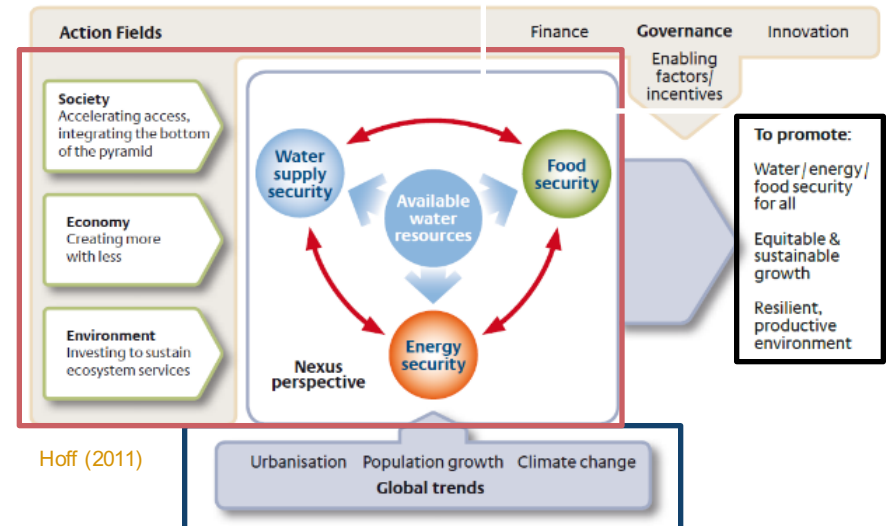 Action Fields
Finance
Governance
Innovation
Enabling
factors/
incentives
Society
Accelerating access,
integrating the bottom
of the pyramid
Economy
Creating more
with less
Environment
Investing to sustain
ecosystem services
Water
supply
security
Food
security
Available
water
resources
Energy
security
Nexus
perspective
To promote:
Water/energy/
food security
for all
Equitable &
sustainable
growth
Resilient,
productive
environment
Hoff (2011)
Urbanisation Population growth Climate change
Global trends